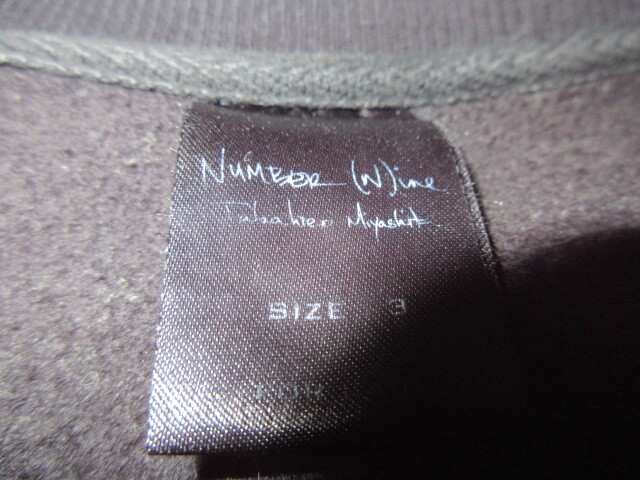 NUMBER (N)ine
Takahiro Miyashita.
SIZE 3